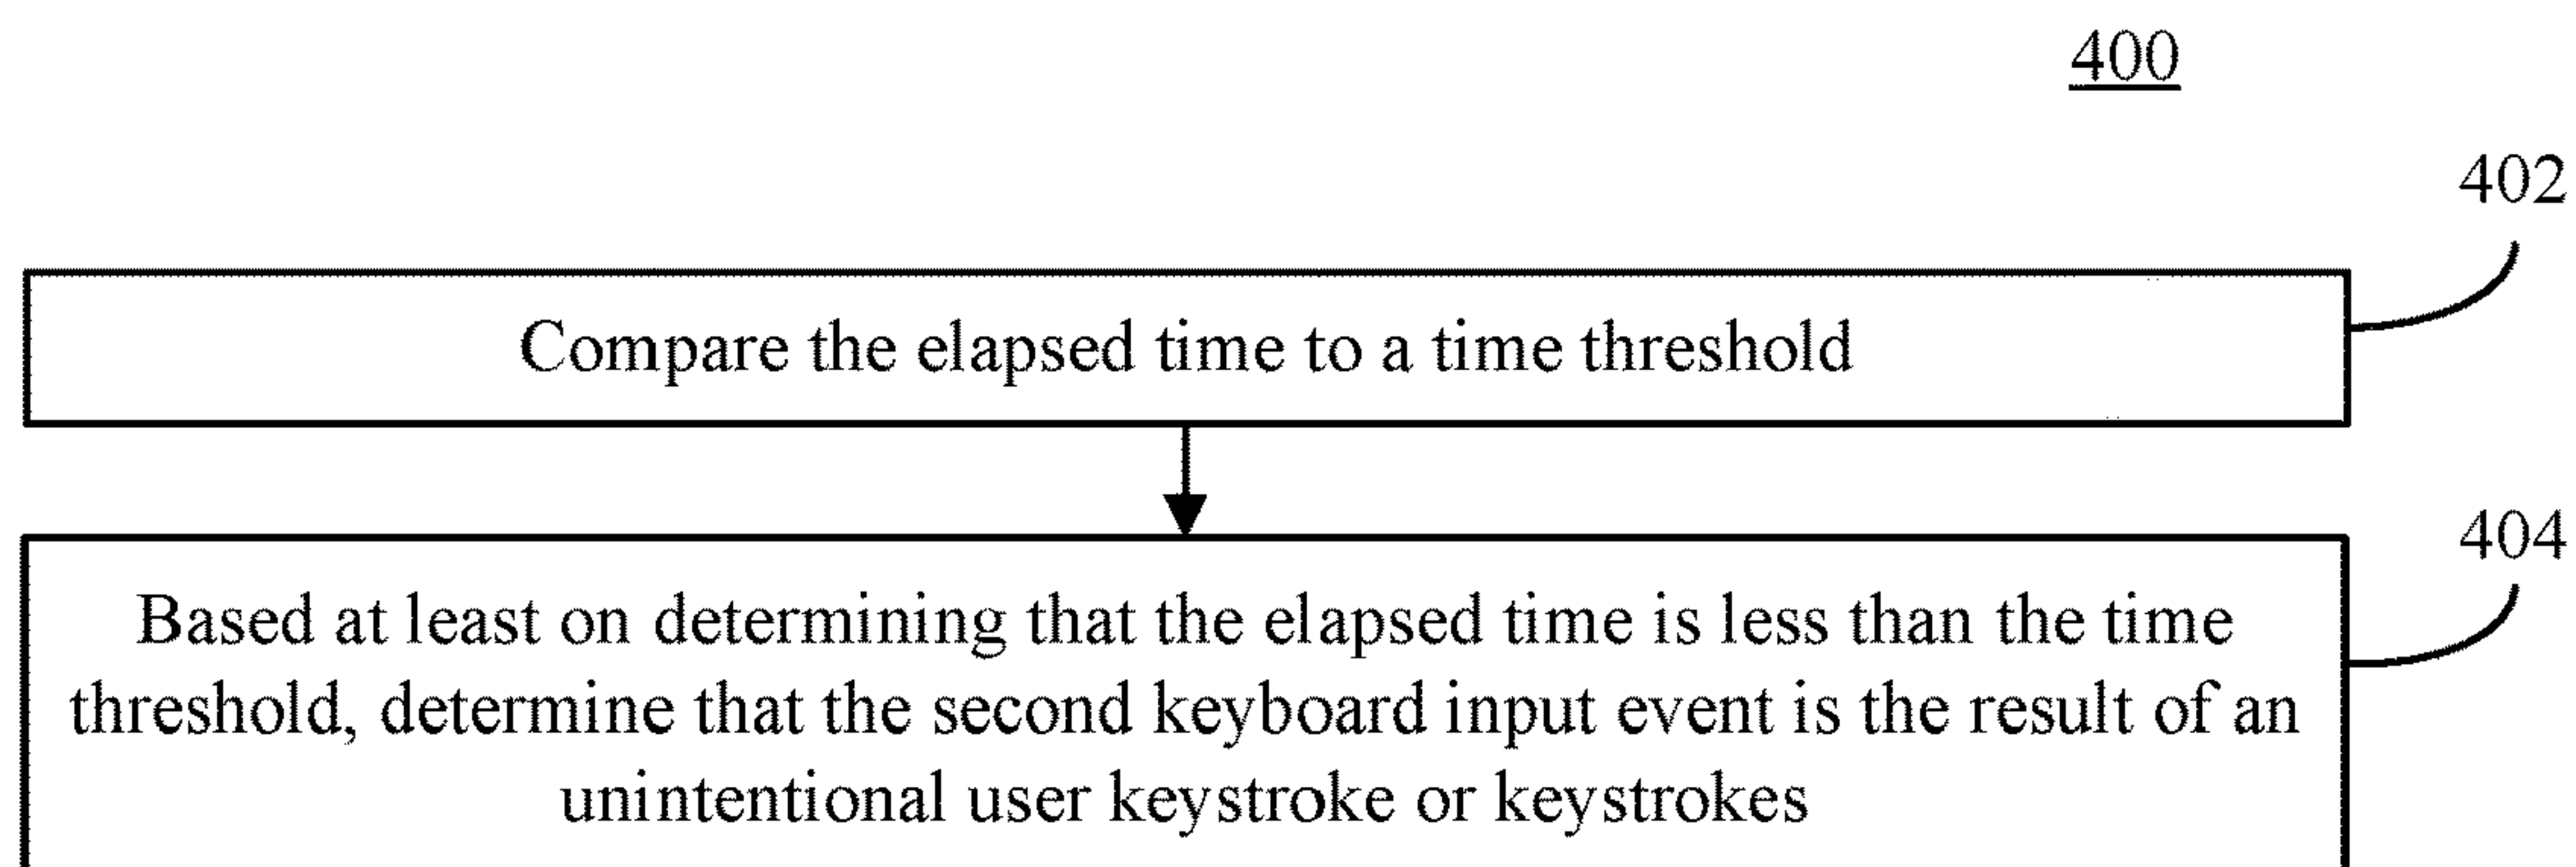 400
402
Compare the elapsed time to a time threshold
404
Based at least on determining that the elapsed time is less than the time
threshold, determine that the second keyboard input event is the result of an
unintentional user keystroke or keystrokes